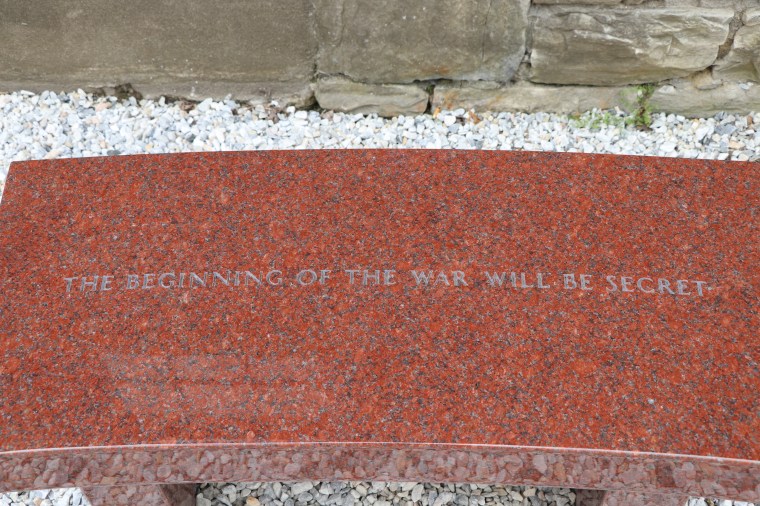 THE BEGINNING OF THE WAR WILL BE SECRET.